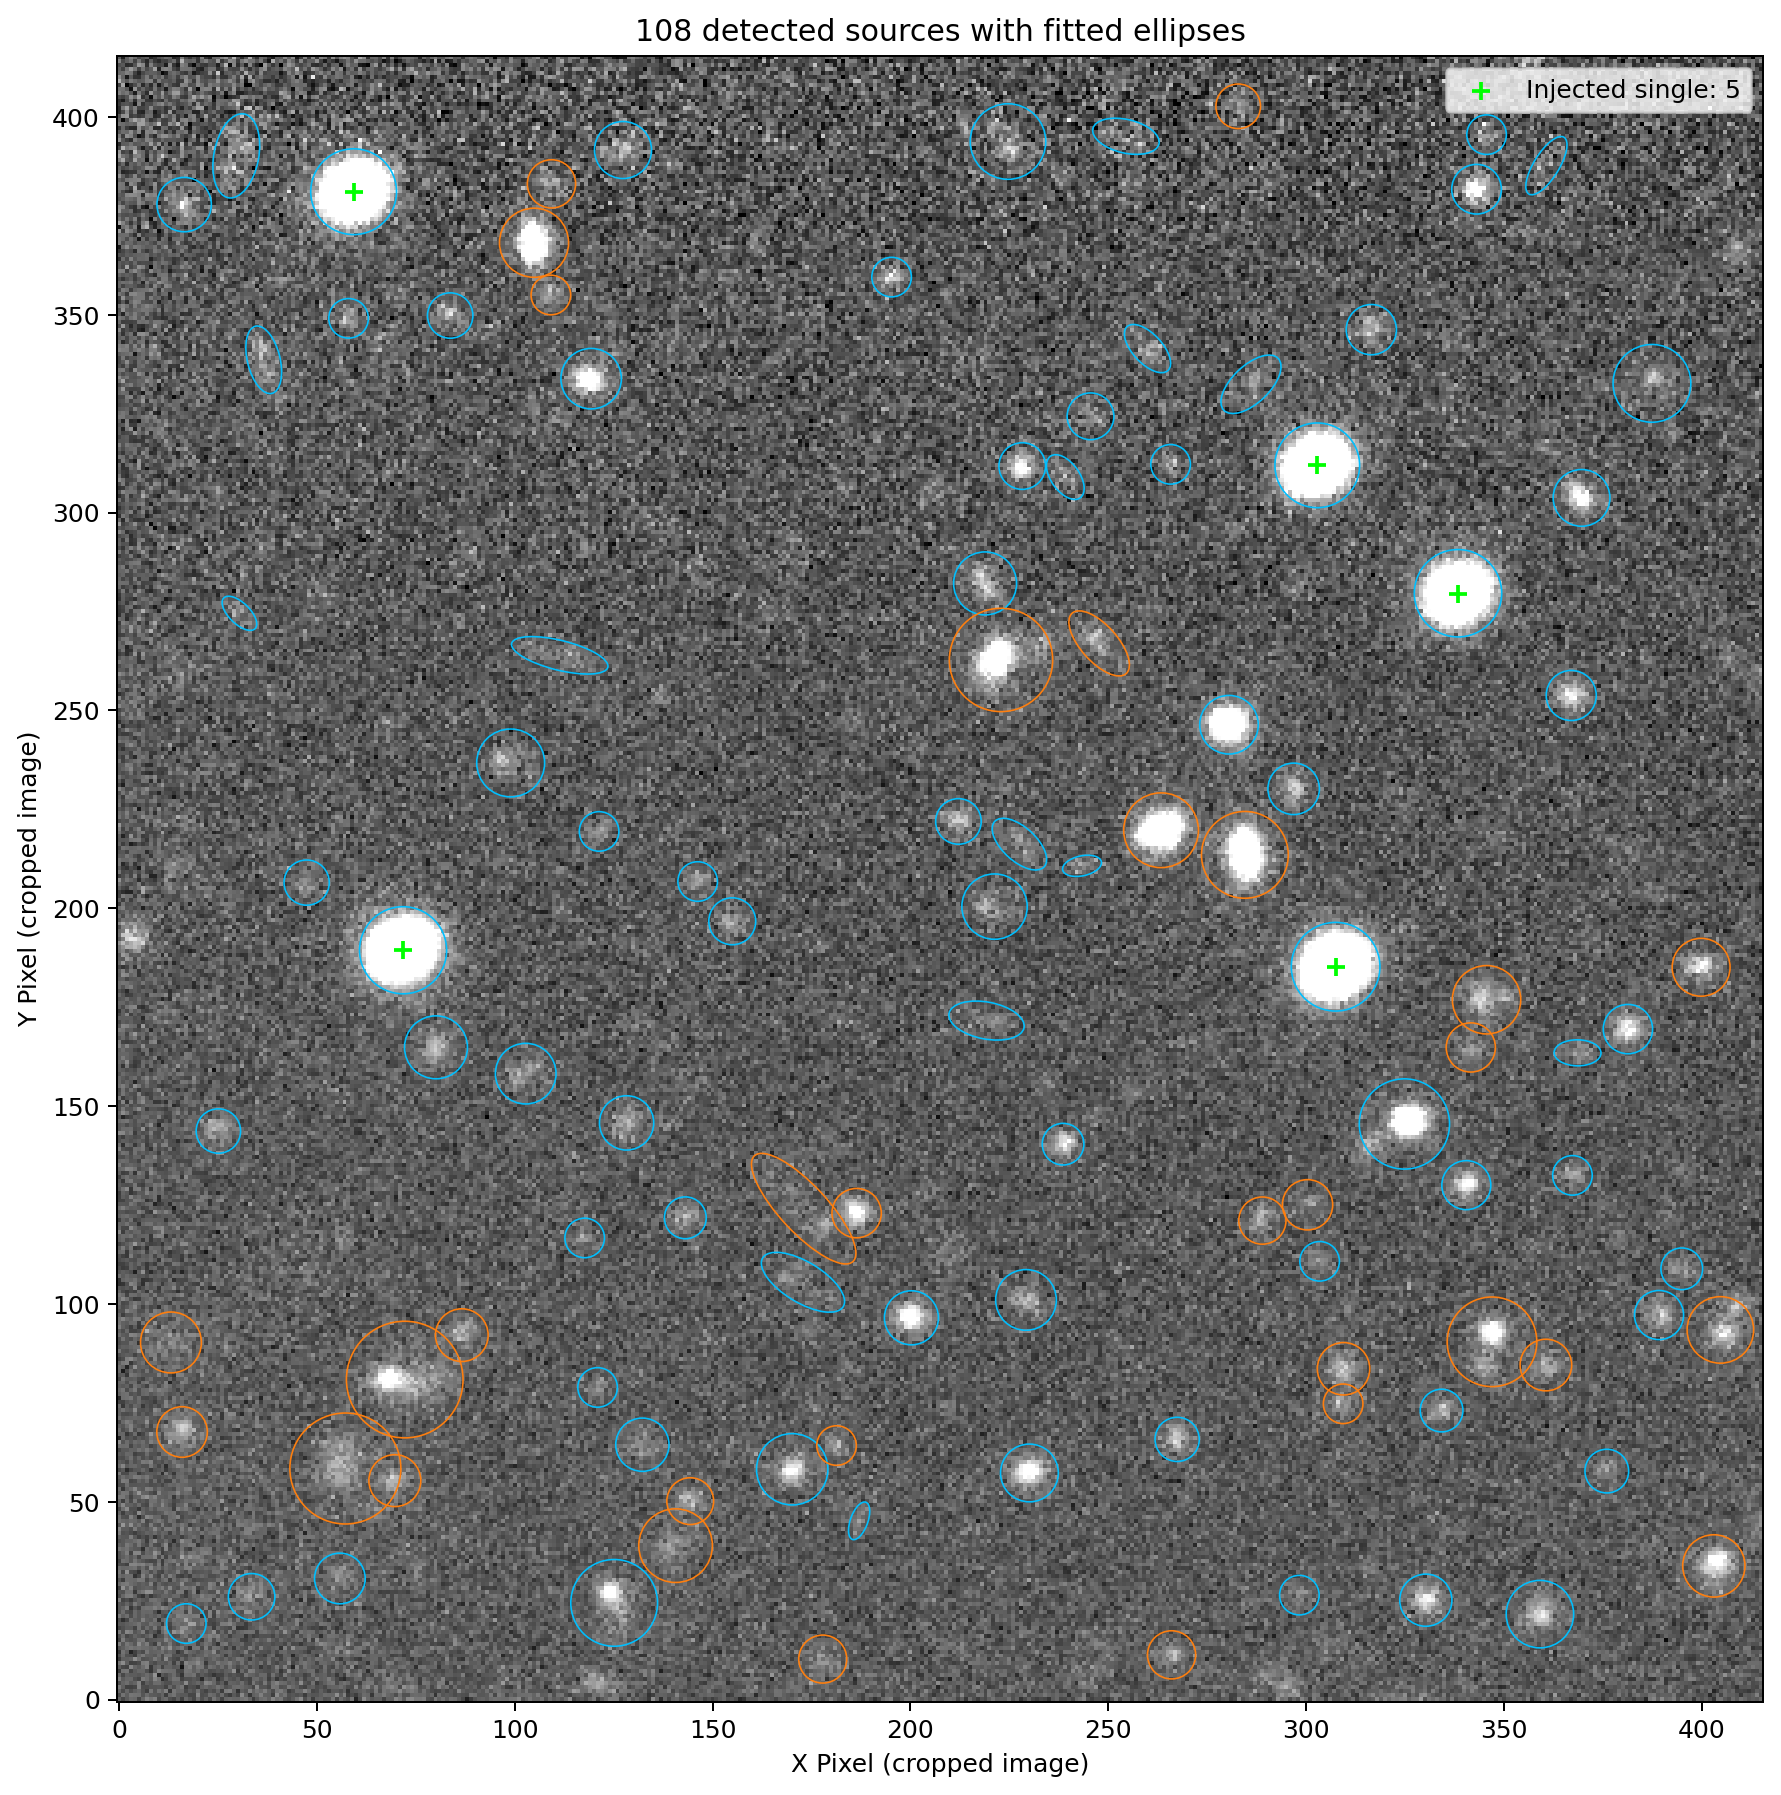 108 detected sources with fitted ellipses
Injected single: 5
400
350
300
250
200
150
100
50
0
Y Pixel (cropped image)
0 50 100 150 200 250 300 350 400
X Pixel (cropped image)